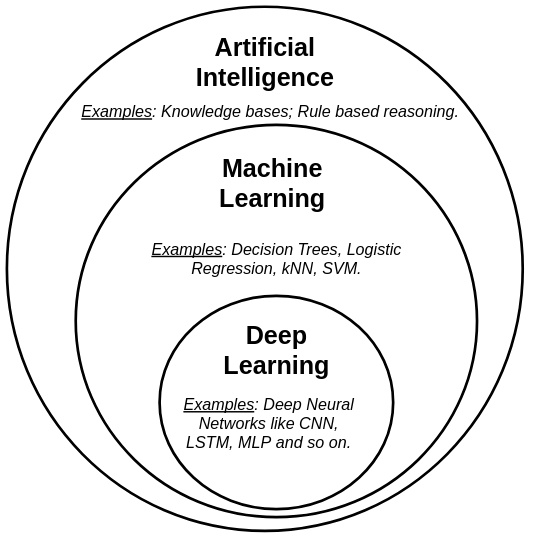 Artificial
Intelligence
Examples: Knowledge bases; Rule based reasoning.
Machine
Learning
Examples: Decision Trees, Logistic
Regression, kNN, SVM.
Deep
Learning
Examples: Deep Neural
Networks like CNN,
LSTM, MLP and so on.